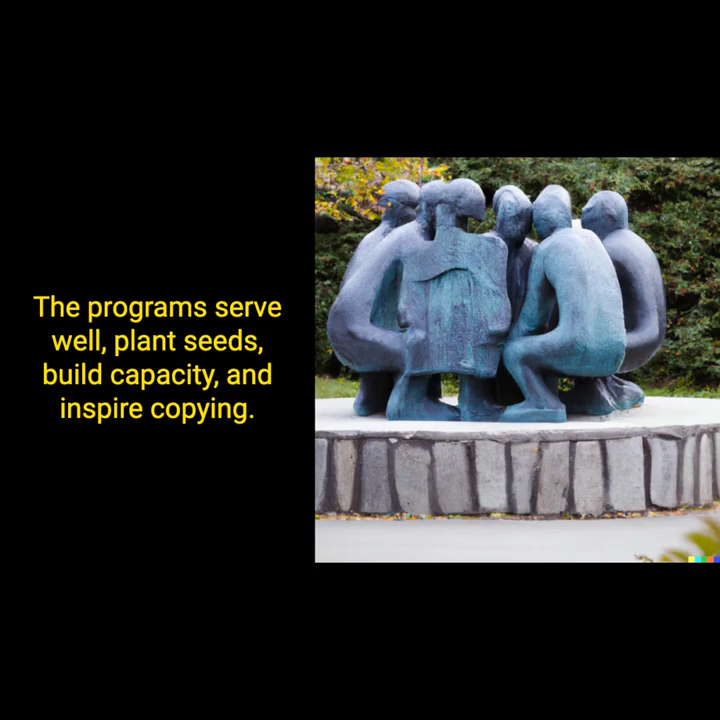 The programs serve
well, plant seeds,
build capacity, and
inspire copying.